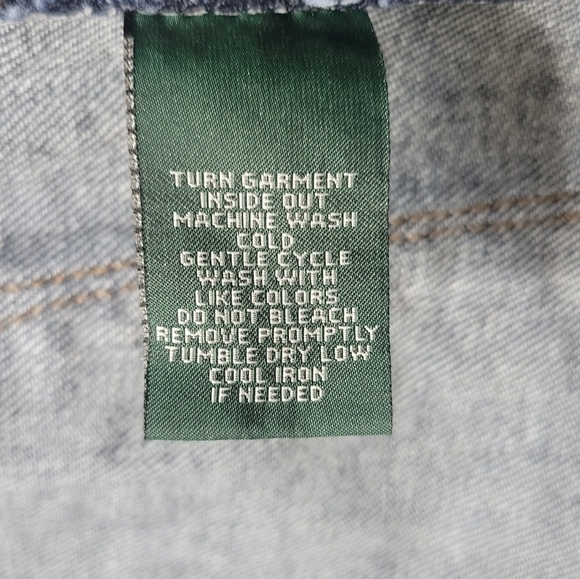 TURN GARMENT
INSIDE OUT
MACHINE WASH
COLD
GENTLE CYCLE
WASH WITH
LIKE COLORS
DO NOT BLEACH
REMOVE PROMPTLY
TUMBLE DRY LOW
COOL IRON
IF NEEDED